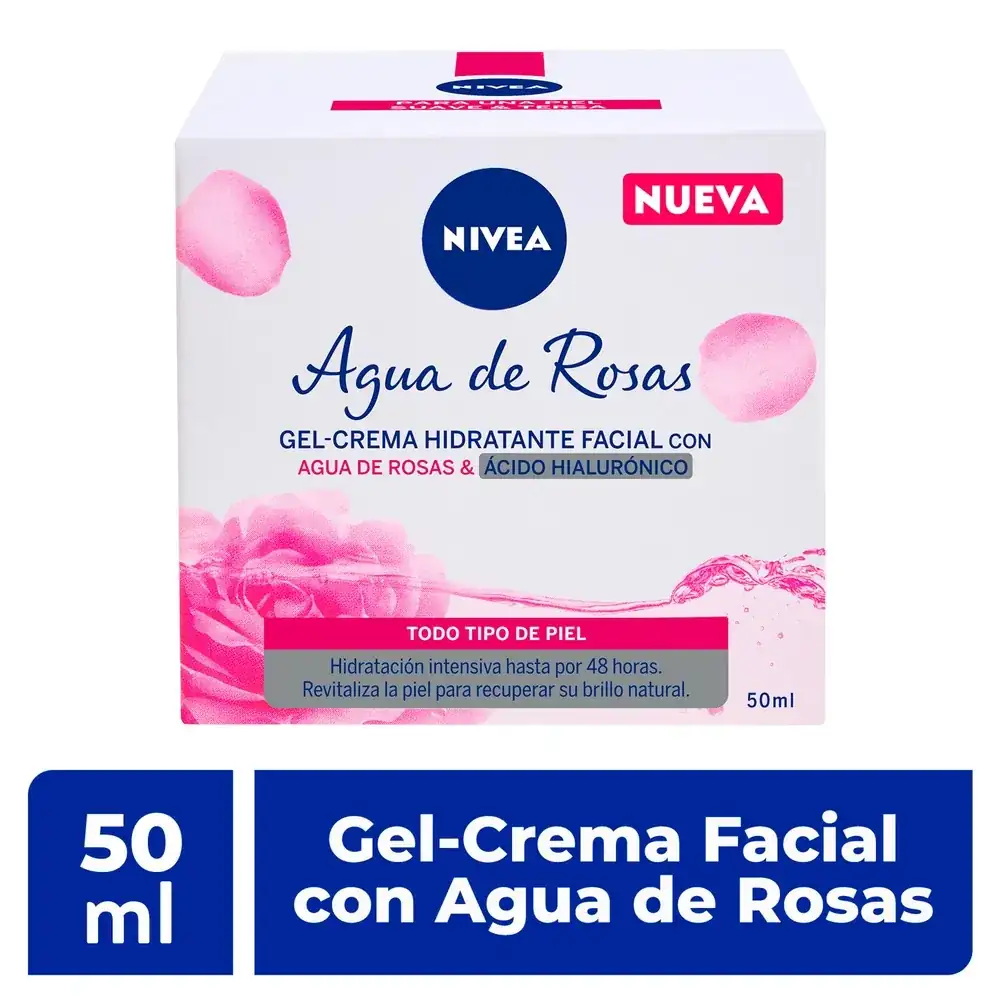 NIVEA
PARA UNA PIEL
SUAVE & TERSA
NIVEA
NUEVA
Agua de Rosas
GEL-CREMA HIDRATANTE FACIAL CON
AGUA DE ROSAS & ÁCIDO HIALURÓNICO
TODO TIPO DE PIEL
Hidratación intensiva hasta por 48 horas.
Revitaliza la piel para recuperar su brillo natural.
50ml
50
ml
Gel-Crema Facial
con Agua de Rosas